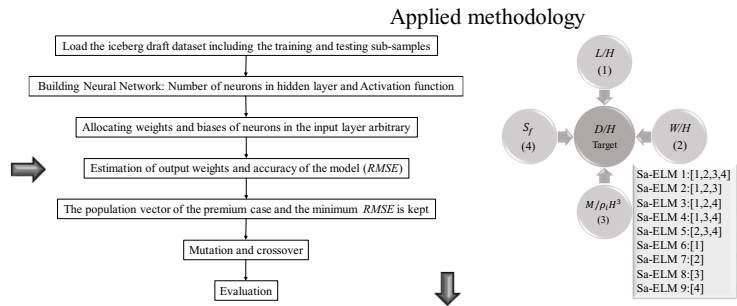 Applied methodology
Load the iceberg draft dataset including the training and testing sub-samples
Building Neural Network: Number of neurons in hidden layer and Activation function
Allocating weights and biases of neurons in the input layer arbitrary
Estimation of output weights and accuracy of the model (RMSE)
The population vector of the premium case and the minimum RMSE is kept
Mutation and crossover
Evaluation
L/H
(1)
S_f
(4)
D/H
Target
W/H
(2)
M/ρ_iH³
(3)
Sa-ELM 1:[1,2,3,4]
Sa-ELM 2:[1,2,3]
Sa-ELM 3:[1,2,4]
Sa-ELM 4:[1,3,4]
Sa-ELM 5:[2,3,4]
Sa-ELM 6:[1]
Sa-ELM 7:[2]
Sa-ELM 8:[3]
Sa-ELM 9:[4]